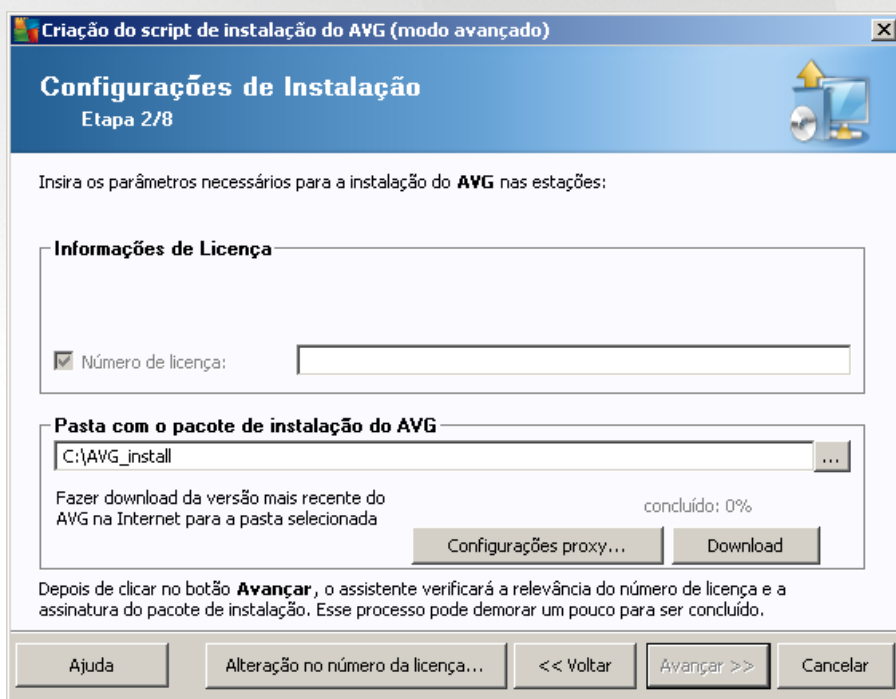 Criação do script de instalação do AVG (modo avançado)
Configurações de Instalação
Etapa 2/8
Insira os parâmetros necessários para a instalação do AVG nas estações:
Informações de Licença
Número de licença:
Pasta com o pacote de instalação do AVG
C:\AVG_install
...
Fazer download da versão mais recente do
AVG na Internet para a pasta selecionada
concluído: 0%
Configurações proxy...
Download
Depois de clicar no botão Avançar, o assistente verificará a relevância do número de licença e a
assinatura do pacote de instalação. Esse processo pode demorar um pouco para ser concluído.
Ajuda
Alteração no número da licença...
<< Voltar
Avançar >>
Cancelar